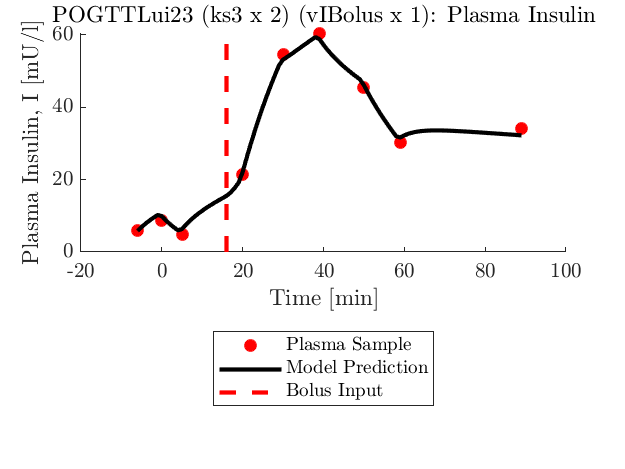 POGTTLui23 (ks3 x 2) (vIBolus x 1): Plasma Insulin
Plasma Insulin, I [mU/l]
60
40
20
0
-20 0 20 40 60 80 100
Time [min]
Plasma Sample
Model Prediction
Bolus Input